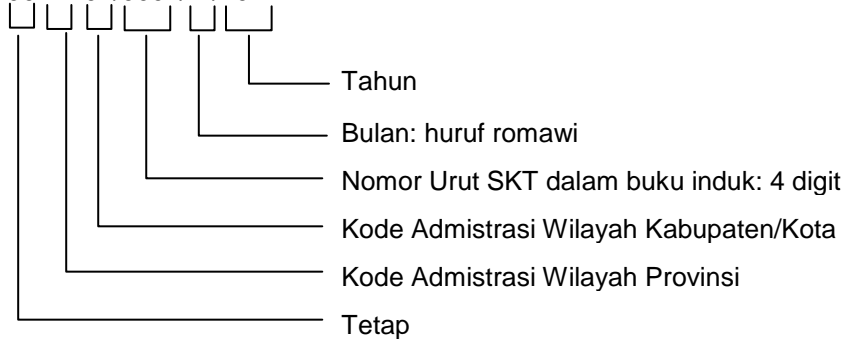 Tahun
Bulan: huruf romawi
Nomor Urut SKT dalam buku induk: 4 digit
Kode Admistrasi Wilayah Kabupaten/Kota
Kode Admistrasi Wilayah Provinsi
Tetap